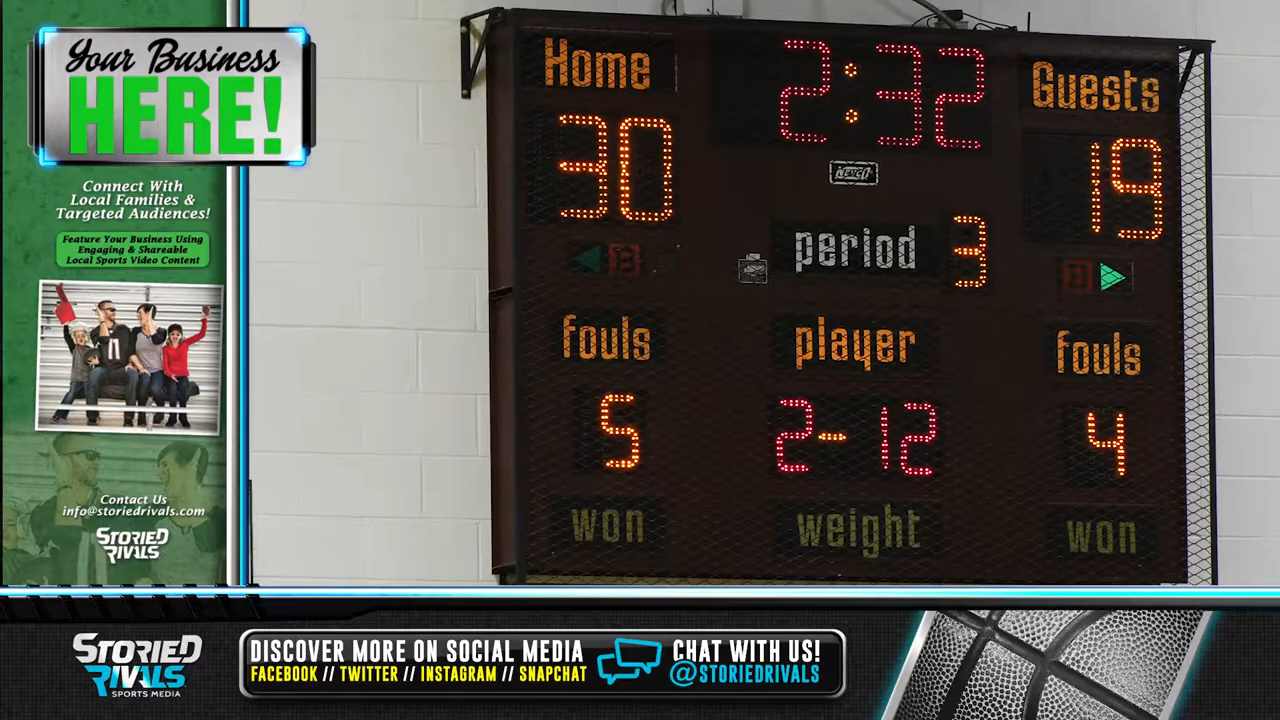 Your Business
HERE!
Connect With
Local Families &
Targeted Audiences!
Feature Your Business Using
Engaging & Shareable
Local Sports Video Content
Contact Us
info@storiedrivals.com
STORIED
RIVALS
Home
2:32
Guests
30
19
period 3
B
B
fouls
player
fouls
5
2-12
4
won
weight
won
STORIED
RIVALS
SPORTS MEDIA
DISCOVER MORE ON SOCIAL MEDIA
FACEBOOK // TWITTER // INSTAGRAM // SNAPCHAT
CHAT WITH US!
@STORIEDRIVALS